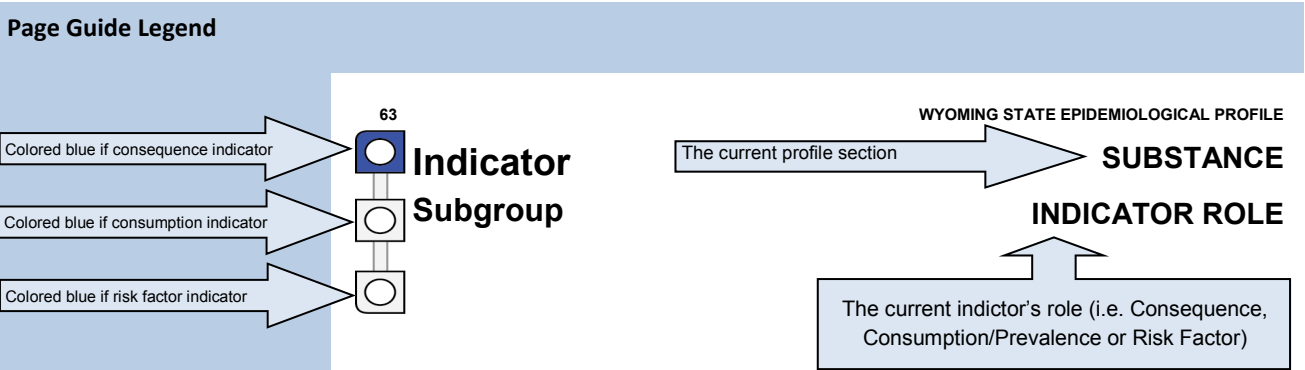 Page Guide Legend
63
WYOMING STATE EPIDEMIOLOGICAL PROFILE
Colored blue if consequence indicator
Indicator
The current profile section
SUBSTANCE
Colored blue if consumption indicator
Subgroup
INDICATOR ROLE
Colored blue if risk factor indicator
The current indictor's role (i.e. Consequence,
Consumption/Prevalence or Risk Factor)